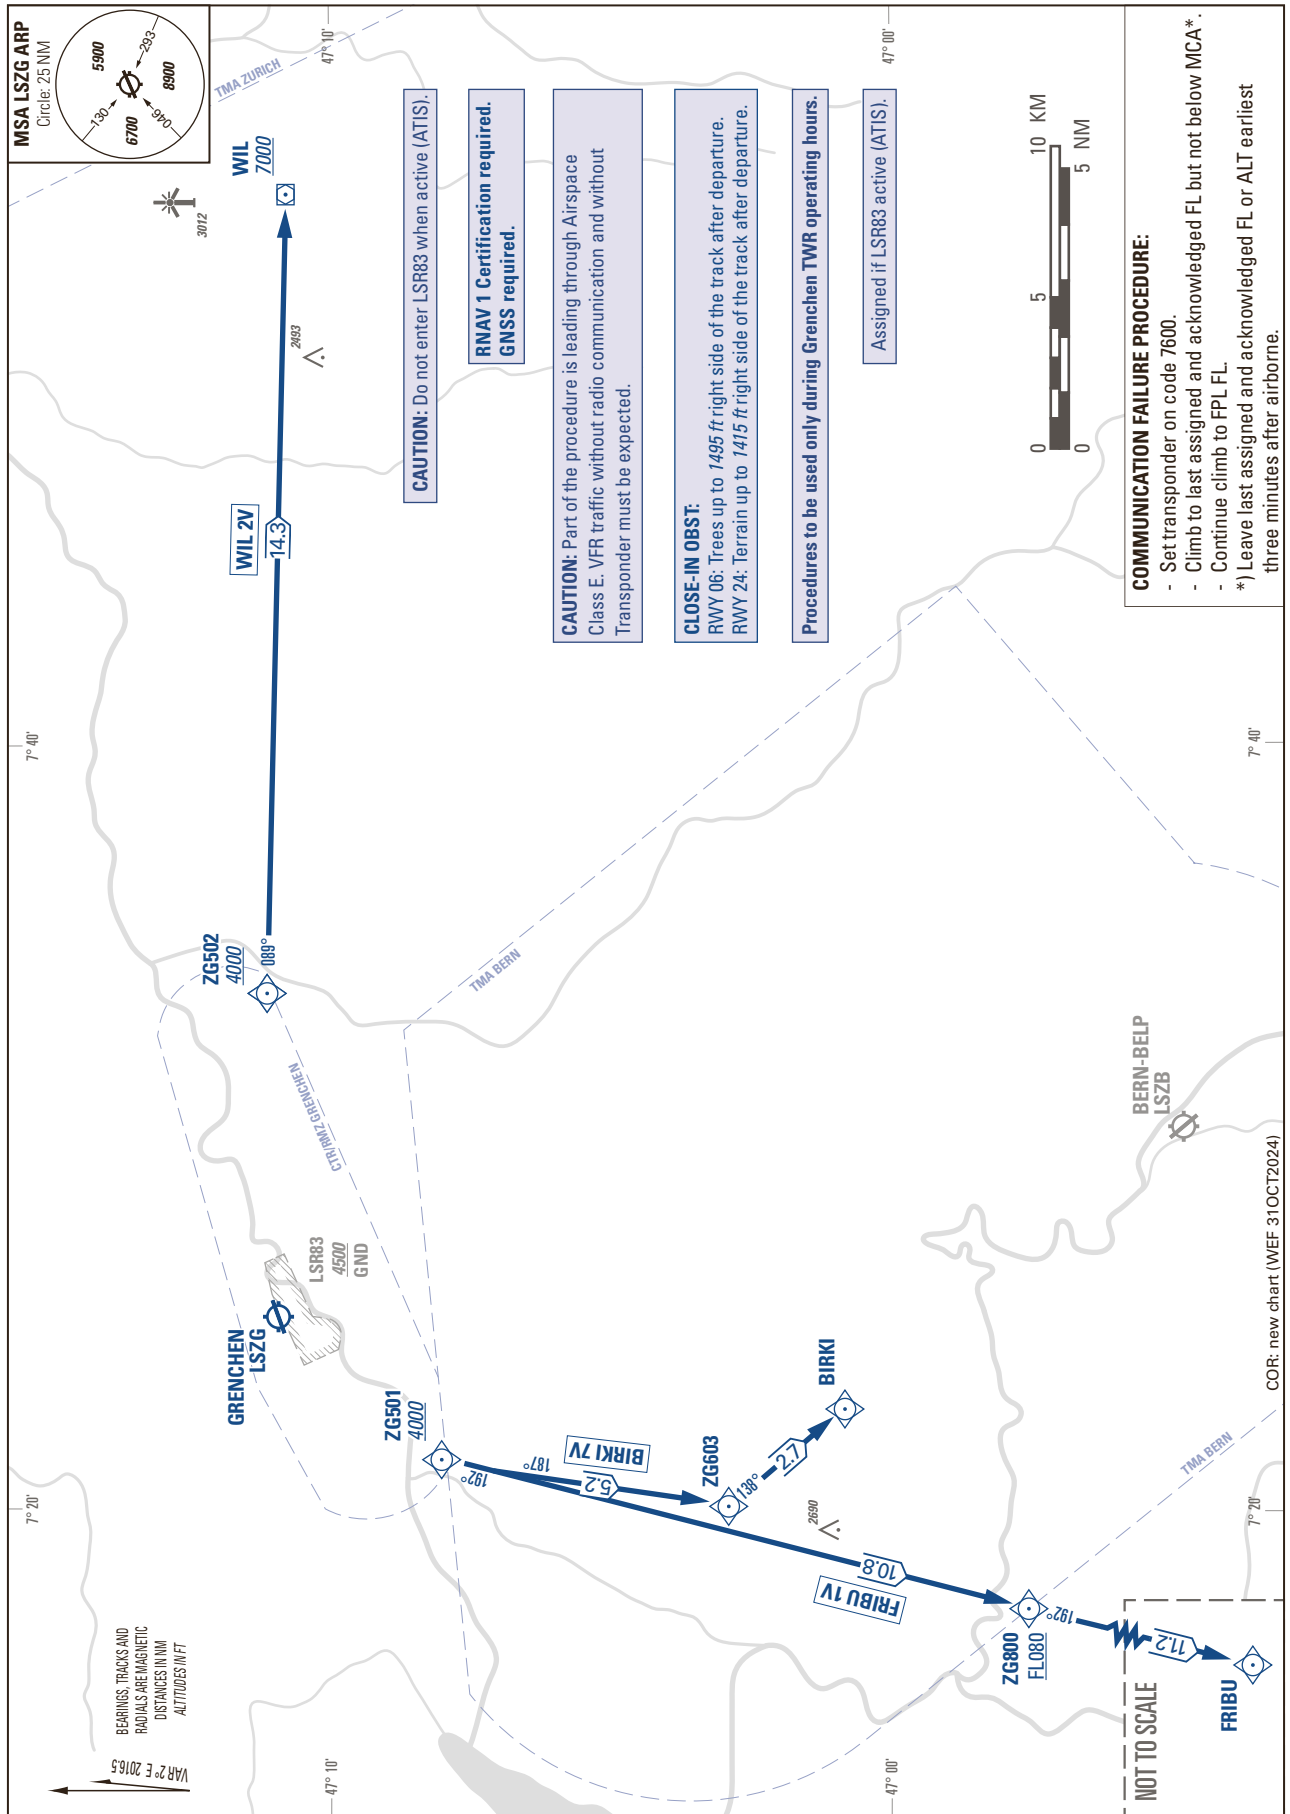 MSA LSZG ARP
Circle: 25 NM
5900
293
130
8900
6700
046
TMA ZURICH
47° 10'
47° 00'
WIL
7000
3012
2493
WIL 2V
14.3
089°
7° 40'
7° 40'
ZG502
4000
CAUTION: Do not enter LSR83 when active (ATIS).
RNAV 1 Certification required.
GNSS required.
CAUTION: Part of the procedure is leading through Airspace
Class E. VFR traffic without radio communication and without
Transponder must be expected.
CLOSE-IN OBST:
RWY 06: Trees up to 1495 ft right side of the track after departure.
RWY 24: Terrain up to 1415 ft right side of the track after departure.
Procedures to be used only during Grenchen TWR operating hours.
Assigned if LSR83 active (ATIS).
0 5 10 KM
0 5 NM
COMMUNICATION FAILURE PROCEDURE:
- Set transponder on code 7600.
- Climb to last assigned and acknowledged FL but not below MCA*.
- Continue climb to FPL FL.
*) Leave last assigned and acknowledged FL or ALT earliest
three minutes after airborne.
TMA BERN
CTR/RMZ GRENCHEN
LSR83
4500
GND
GRENCHEN
LSZG
ZG501
4000
192°
187°
BIRKI 7V
5.2
ZG603
138°
2.7
BIRKI
2690
10.8
FRIBU 1V
BERN-BELP
LSZB
TMA BERN
7° 20'
7° 20'
ZG800
FL080
192°
11.2
FRIBU
NOT TO SCALE
BEARINGS, TRACKS AND
RADIALS ARE MAGNETIC
DISTANCES IN NM
ALTITUDES IN FT
VAR 2° E 2016.5
47° 10'
47° 00'
COR: new chart (WEF 31OCT2024)